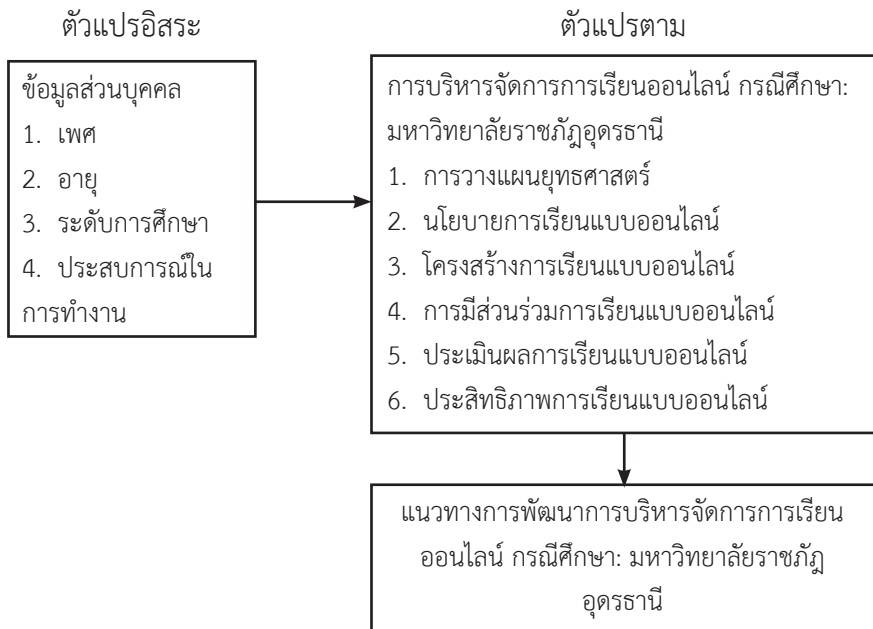 ตัวแปรอิสระ
ข้อมูลส่วนบุคคล
1. เพศ
2. อายุ
3. ระดับการศึกษา
4. ประสบการณ์ใน
การทำงาน
ตัวแปรตาม
การบริหารจัดการการเรียนออนไลน์ กรณีศึกษา:
มหาวิทยาลัยราชภัฎอุดรธานี
1. การวางแผนยุทธศาสตร์
2. นโยบายการเรียนแบบออนไลน์
3. โครงสร้างการเรียนแบบออนไลน์
4. การมีส่วนร่วมการเรียนแบบออนไลน์
5. ประเมินผลการเรียนแบบออนไลน์
6. ประสิทธิภาพการเรียนแบบออนไลน์
แนวทางการพัฒนาการบริหารจัดการการเรียน
ออนไลน์ กรณีศึกษา: มหาวิทยาลัยราชภัฎ
อุดรธานี